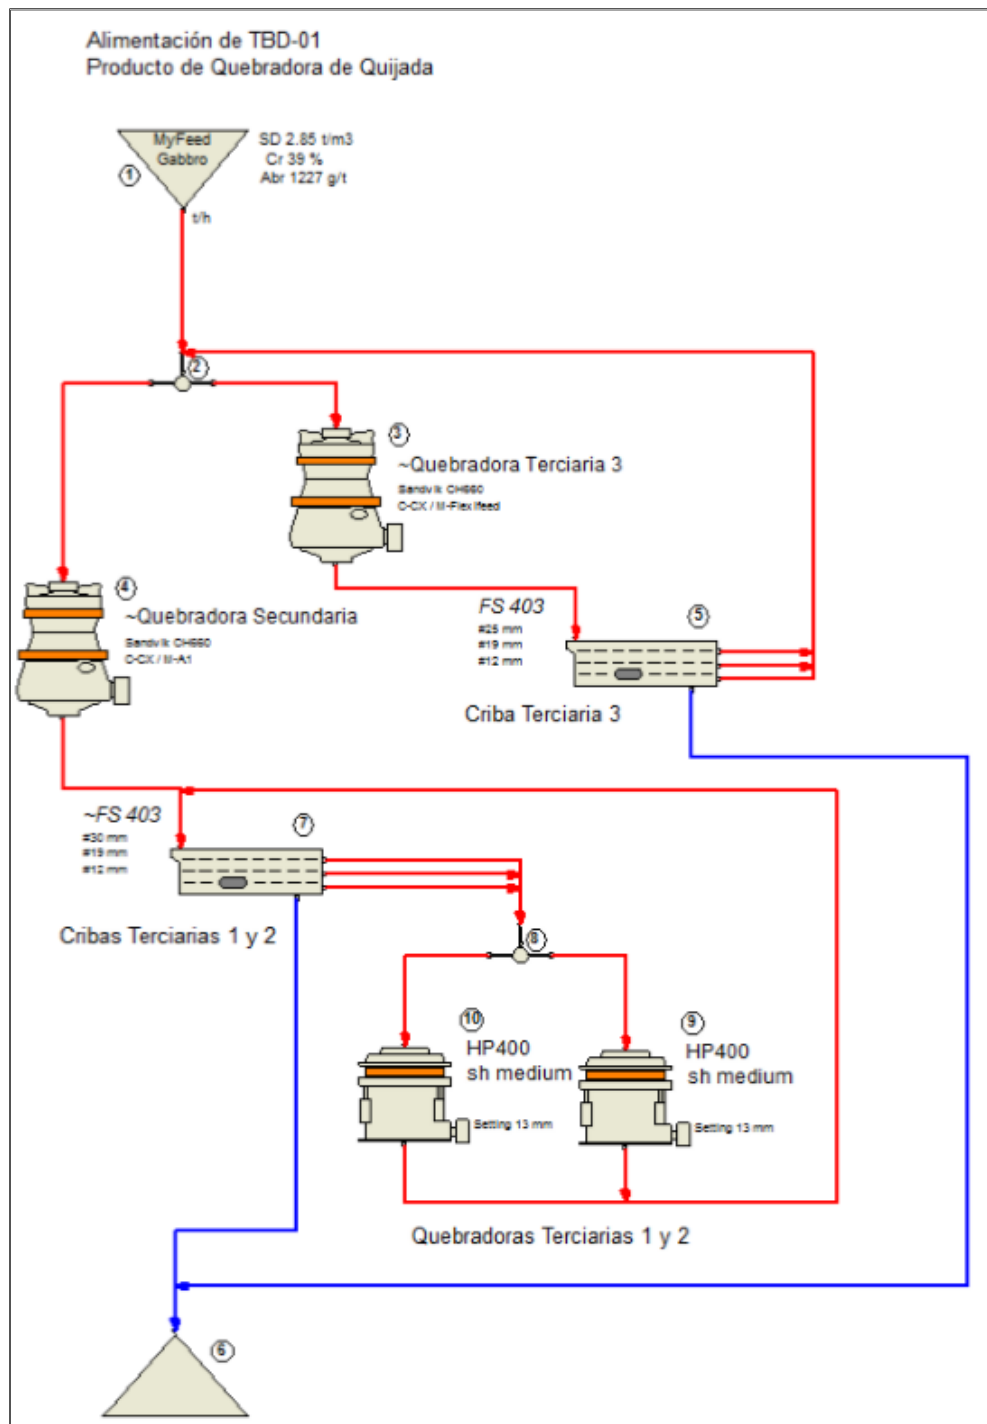 Alimentación de TBD-01
Producto de Quebradora de Quijada
MyFeed
Gabbro
SD 2.85 t/m3
Cr 39 %
Abr 1227 g/t
1
t/h
2
3
~Quebradora Terciaria 3
Sandvik CH660
C-CX / M-Flexifeed
4
~Quebradora Secundaria
Sandvik CH660
C-CX / M-A1
FS 403
#25 mm
#19 mm
#12 mm
5
Criba Terciaria 3
~FS 403
#30 mm
#19 mm
#12 mm
7
Cribas Terciarias 1 y 2
8
10
HP400
sh medium
Setting 13 mm
9
HP400
sh medium
Setting 13 mm
Quebradoras Terciarias 1 y 2
6